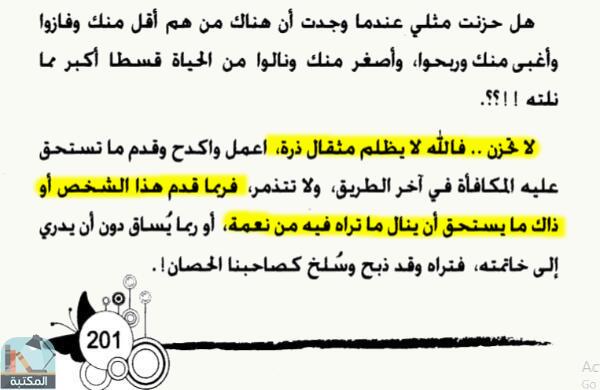 هل حزنت مثلي عندما وجدت أن هناك من هم أقل منك وفازوا
وأغبى منك وربحوا، وأصغر منك ونالوا من الحياة قسطا أكبر مما
نلته !!؟؟.
لا تحزن .. فالله لا يظلم مثقال ذرة، اعمل واكدح وقدم ما تستحق
عليه المكافأة في آخر الطريق، ولا تتذمر، فربما قدم هذا الشخص أو
ذاك ما يستحق أن ينال ما تراه فيه من نعمة، أو ربما يُساق دون أن يدري
إلى خاتمته، فتراه وقد ذبح وسُلخ كصاحبنا الحصان!.
201
المكتبة
Ac
Go